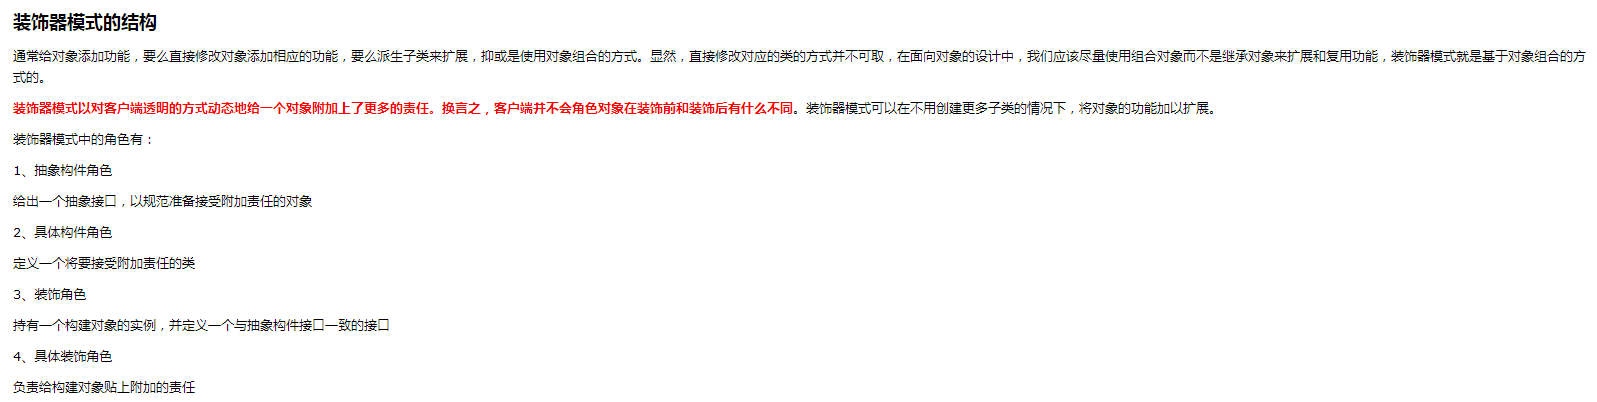 装饰器模式的结构
通常给对象添加功能，要么直接修改对象添加相应的功能，要么派生子类来扩展，抑或是使用对象组合的方式。显然，直接修改对应的类的方式并不可取，在面向对象的设计中，我们应该尽量使用组合对象而不是继承对象来扩展和复用功能，装饰器模式就是基于对象组合的方
式的。
装饰器模式以对客户端透明的方式动态地给一个对象附加上了更多的责任。换言之，客户端并不会角色对象在装饰前和装饰后有什么不同。装饰器模式可以在不用创建更多子类的情况下，将对象的功能加以扩展。
装饰器模式中的角色有：
1、抽象构件角色
给出一个抽象接口，以规范准备接受附加责任的对象
2、具体构件角色
定义一个将要接受附加责任的类
3、装饰角色
持有一个构建对象的实例，并定义一个与抽象构件接口一致的接口
4、具体装饰角色
负责给构建对象贴上附加的责任